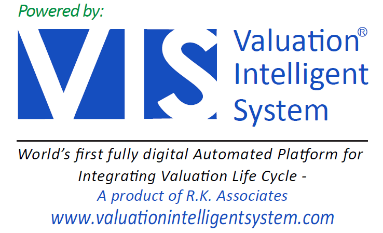 Powered by:
VIS
Valuation®
Intelligent
System
World's first fully digital Automated Platform for
Integrating Valuation Life Cycle -
A product of R.K. Associates
www.valuationintelligentsystem.com